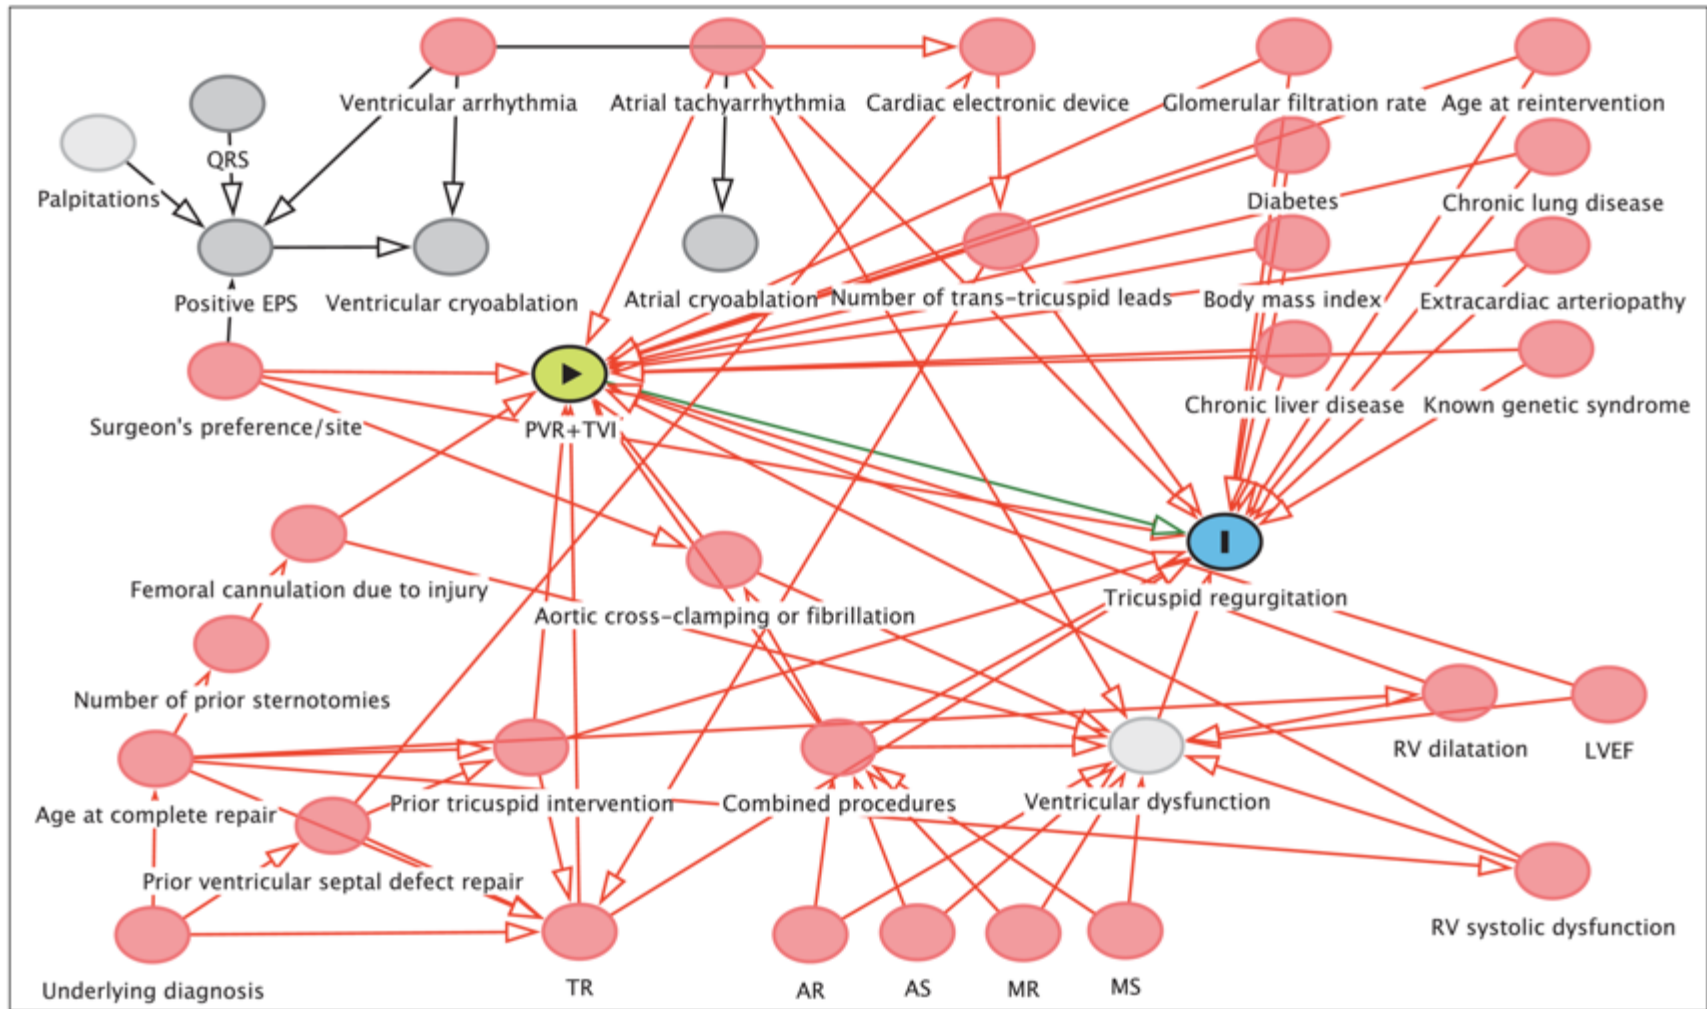 Ventricular arrhythmia
Atrial tachyarrhythmia
Cardiac electronic device
Glomerular filtration rate
Age at reintervention
QRS
Palpitations
Diabetes
Chronic lung disease
Positive EPS
Ventricular cryoablation
Atrial cryoablation
Number of trans-tricuspid leads
Body mass index
Extracardiac arteriopathy
Surgeon's preference/site
PVR+TVI
Chronic liver disease
Known genetic syndrome
Femoral cannulation due to injury
Aortic cross-clamping or fibrillation
Tricuspid regurgitation
Number of prior sternotomies
RV dilatation
LVEF
Age at complete repair
Prior tricuspid intervention
Combined procedures
Ventricular dysfunction
Prior ventricular septal defect repair
RV systolic dysfunction
Underlying diagnosis
TR
AR
AS
MR
MS